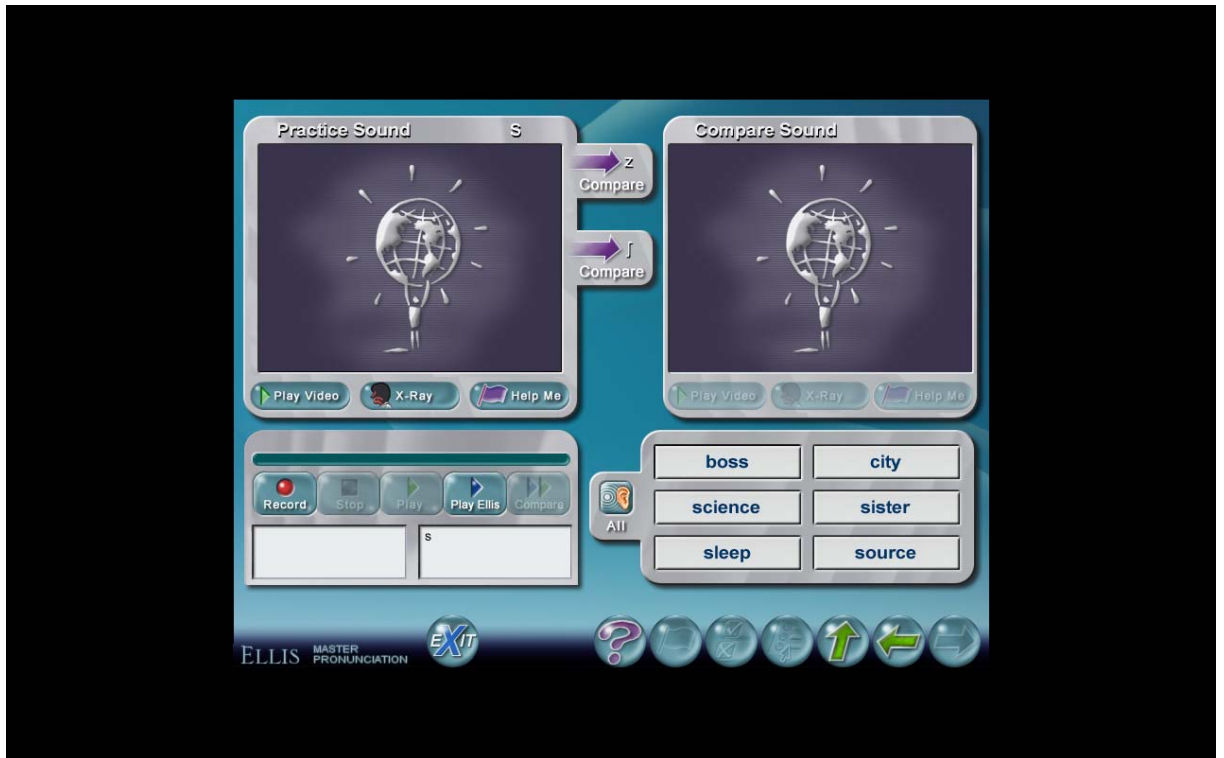 Practice Sound S
z
Compare
ʃ
Compare
Play Video X-Ray Help Me
Compare Sound
Play Video X-Ray Help Me
Record Stop Play Play Ellis Compare
s
All
boss city
science sister
sleep source
ELLIS MASTER PRONUNCIATION
EXIT
?